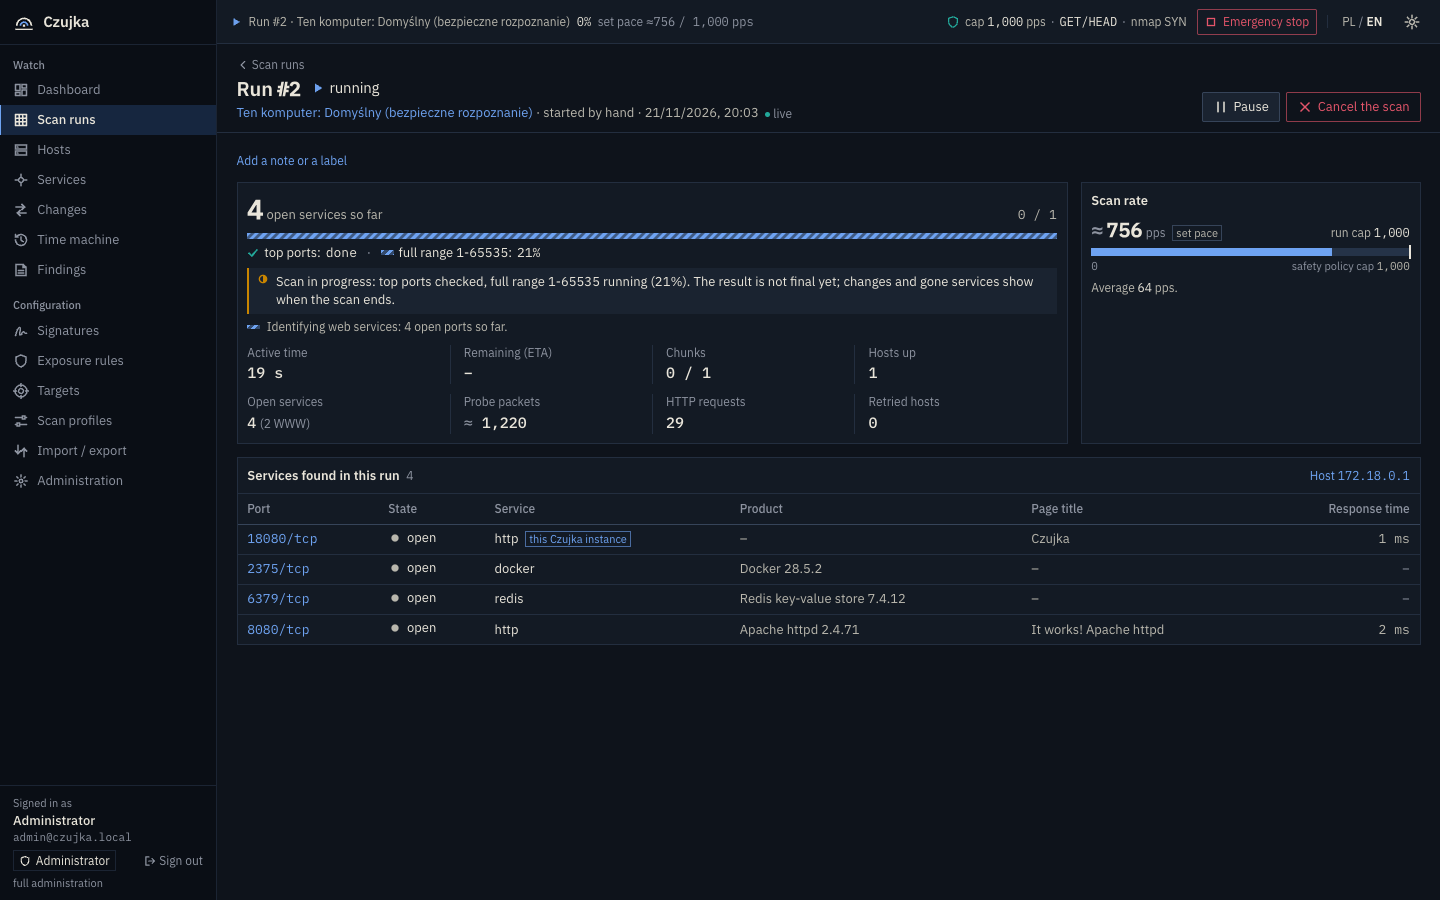 Czujka
Run #2 · Ten komputer: Domyślny (bezpieczne rozpoznanie) 0% set pace ≈756 / 1,000 pps
cap 1,000 pps · GET/HEAD · nmap SYN
Emergency stop
PL / EN
Watch
Dashboard
Scan runs
Hosts
Services
Changes
Time machine
Findings
Configuration
Signatures
Exposure rules
Targets
Scan profiles
Import / export
Administration
Signed in as
Administrator
admin@czujka.local
Administrator
Sign out
full administration
Scan runs
Run #2 running
Ten komputer: Domyślny (bezpieczne rozpoznanie) · started by hand · 21/11/2026, 20:03 live
Pause
Cancel the scan
Add a note or a label
4 open services so far
0 / 1
top ports: done · full range 1-65535: 21%
Scan in progress: top ports checked, full range 1-65535 running (21%). The result is not final yet; changes and gone services show
when the scan ends.
Identifying web services: 4 open ports so far.
Active time
19 s
Remaining (ETA)
–
Chunks
0 / 1
Hosts up
1
Open services
4 (2 WWW)
Probe packets
≈ 1,220
HTTP requests
29
Retried hosts
0
Scan rate
≈ 756 pps set pace
run cap 1,000
0
safety policy cap 1,000
Average 64 pps.
Services found in this run 4
Host 172.18.0.1
Port State Service Product Page title Response time
18080/tcp open http this Czujka instance – Czujka 1 ms
2375/tcp open docker Docker 28.5.2 – –
6379/tcp open redis Redis key-value store 7.4.12 – –
8080/tcp open http Apache httpd 2.4.71 It works! Apache httpd 2 ms